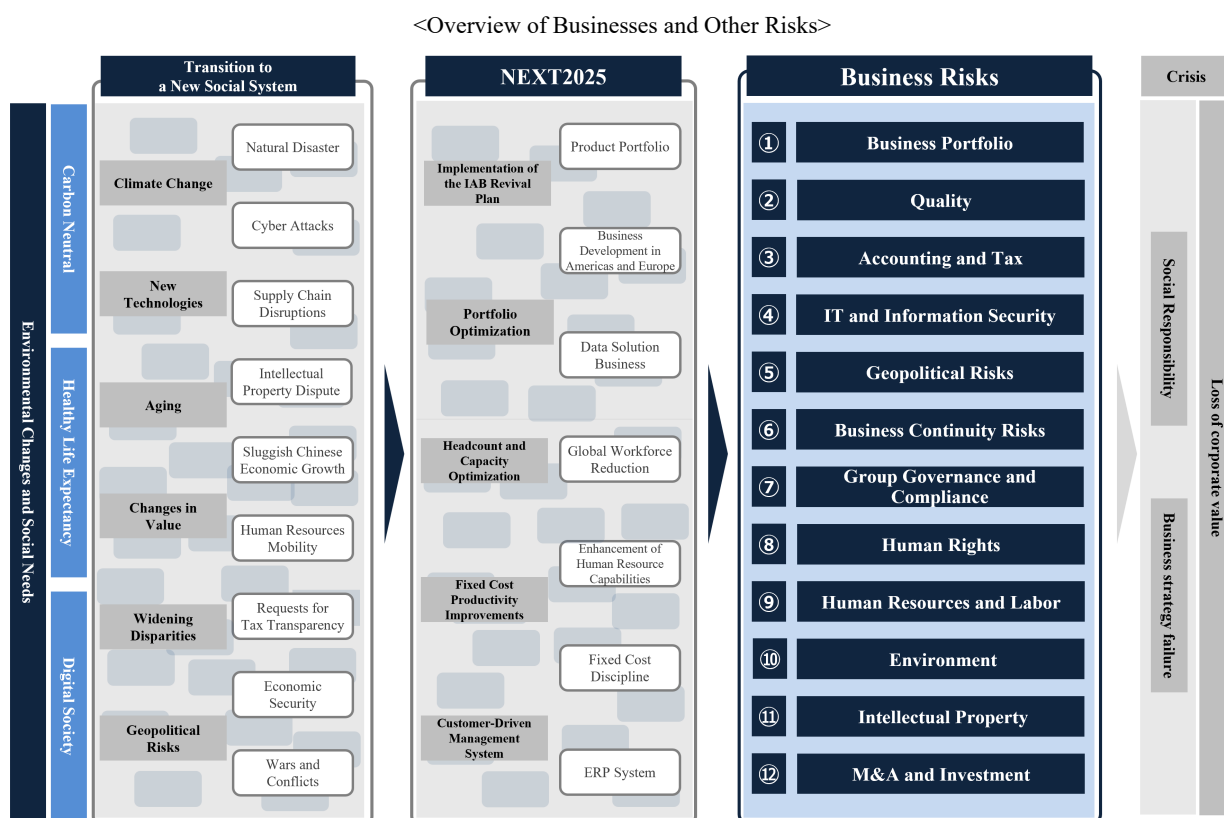 <Overview of Businesses and Other Risks>
Environmental Changes and Social Needs
Carbon Neutral
Healthy Life Expectancy
Digital Society
Transition to
a New Social System
Climate Change
New
Technologies
Aging
Changes in
Value
Widening
Disparities
Geopolitical
Risks
Natural Disaster
Cyber Attacks
Supply Chain
Disruptions
Intellectual
Property Dispute
Sluggish Chinese
Economic Growth
Human Resources
Mobility
Requests for
Tax Transparency
Economic
Security
Wars and
Conflicts
NEXT2025
Implementation of
the IAB Revival
Plan
Portfolio
Optimization
Headcount and
Capacity
Optimization
Fixed Cost
Productivity
Improvements
Customer-Driven
Management
System
Product Portfolio
Business
Development in
Americas and Europe
Data Solution
Business
Global Workforce
Reduction
Enhancement of
Human Resource
Capabilities
Fixed Cost
Discipline
ERP System
Business Risks
① Business Portfolio
② Quality
③ Accounting and Tax
④ IT and Information Security
⑤ Geopolitical Risks
⑥ Business Continuity Risks
⑦ Group Governance and
Compliance
⑧ Human Rights
⑨ Human Resources and Labor
⑩ Environment
⑪ Intellectual Property
⑫ M&A and Investment
Crisis
Social Responsibility
Business strategy failure
Loss of corporate value